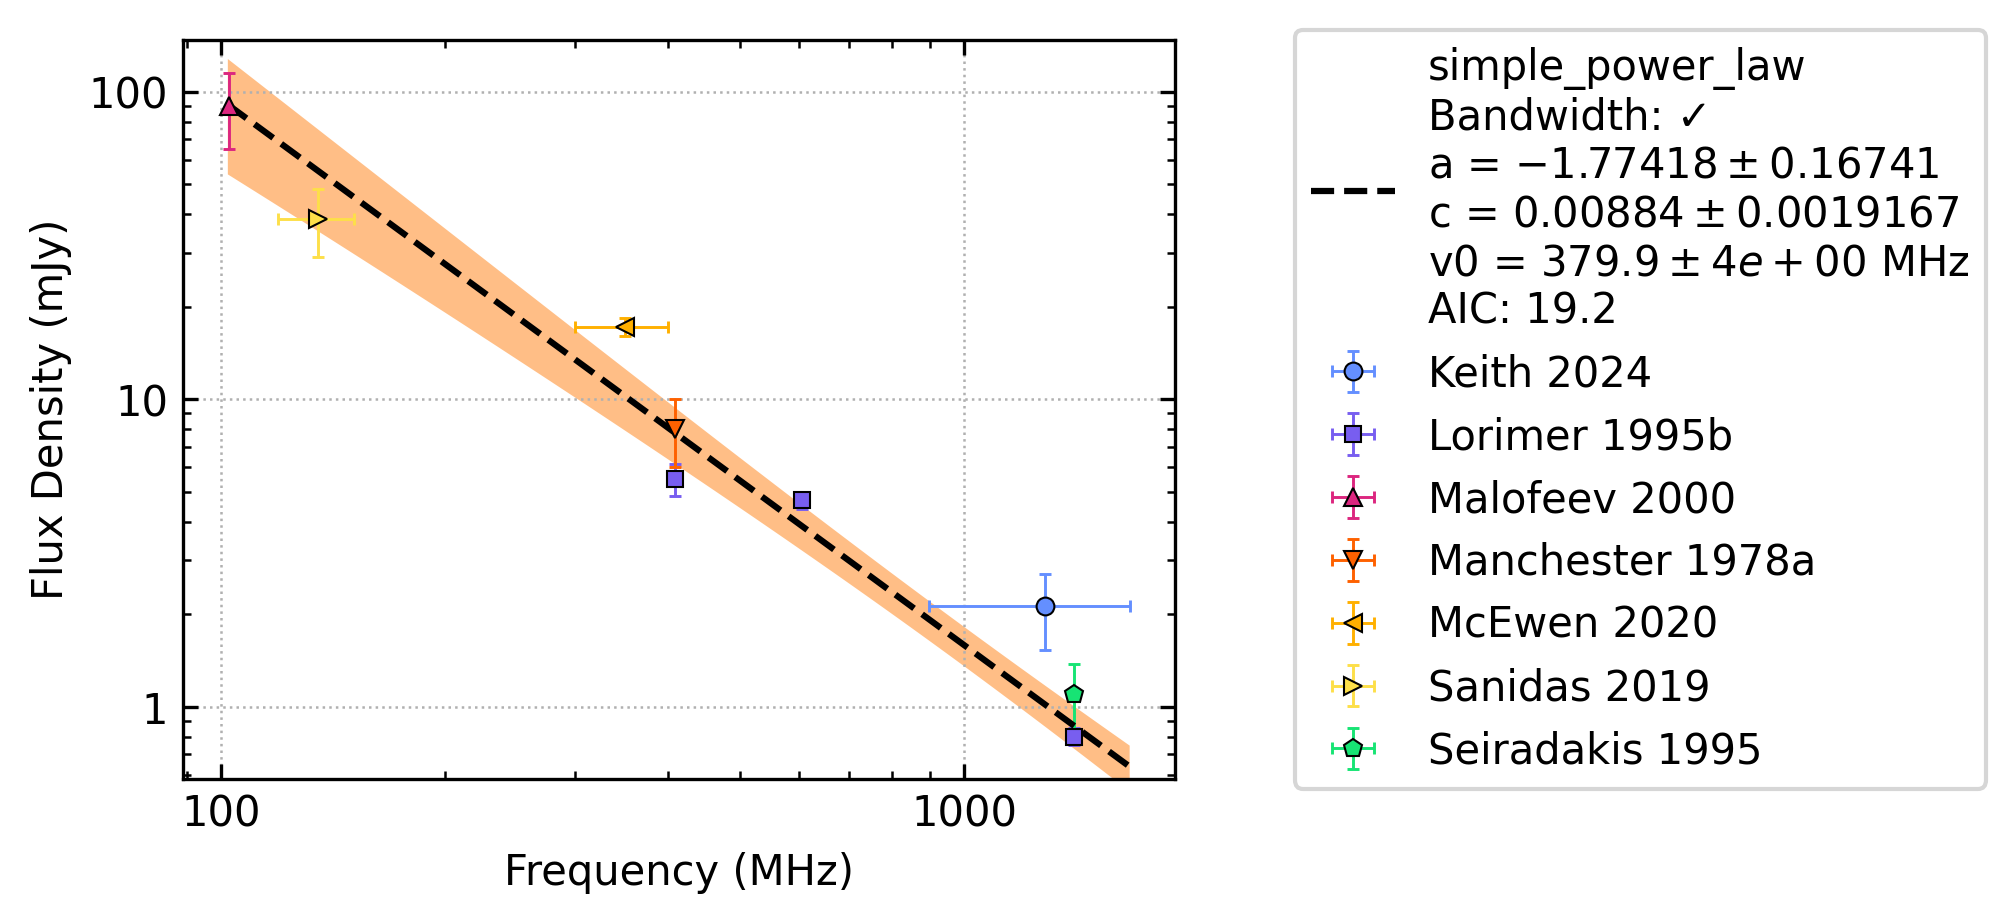 100
10
1
Flux Density (mJy)
100
1000
Frequency (MHz)
simple_power_law
Bandwidth: ✓
a = −1.77418 ± 0.16741
c = 0.00884 ± 0.0019167
v0 = 379.9 ± 4e + 00 MHz
AIC: 19.2
Keith 2024
Lorimer 1995b
Malofeev 2000
Manchester 1978a
McEwen 2020
Sanidas 2019
Seiradakis 1995